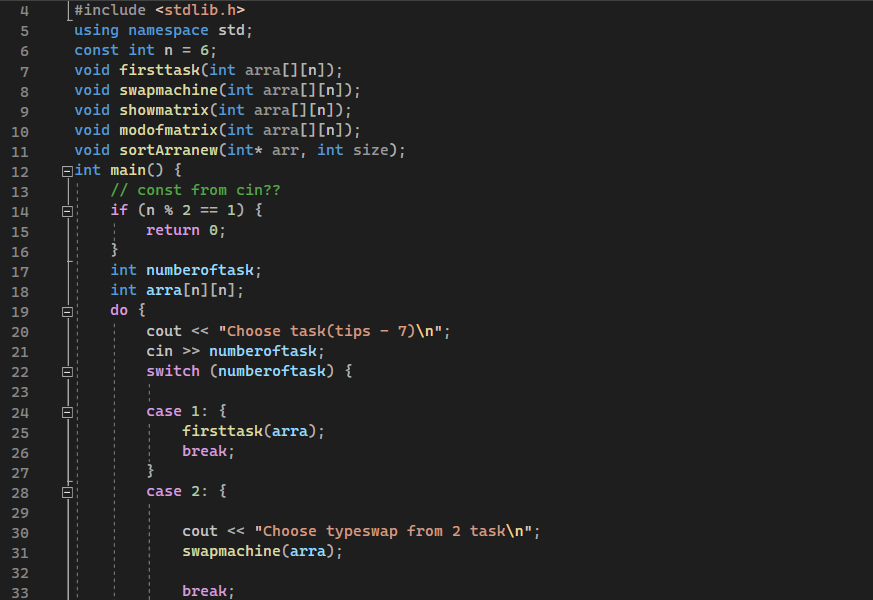 4 #include <stdlib.h>
5 using namespace std;
6 const int n = 6;
7 void firsttask(int arra[][n]);
8 void swapmachine(int arra[][n]);
9 void showmatrix(int arra[][n]);
10 void modofmatrix(int arra[][n]);
11 void sortArranew(int* arr, int size);
12 int main() {
13 // const from cin??
14 if (n % 2 == 1) {
15 return 0;
16 }
17 int numberoftask;
18 int arra[n][n];
19 do {
20 cout << "Choose task(tips - 7)\n";
21 cin >> numberoftask;
22 switch (numberoftask) {
23
24 case 1: {
25 firsttask(arra);
26 break;
27 }
28 case 2: {
29
30 cout << "Choose typeswap from 2 task\n";
31 swapmachine(arra);
32
33 break;